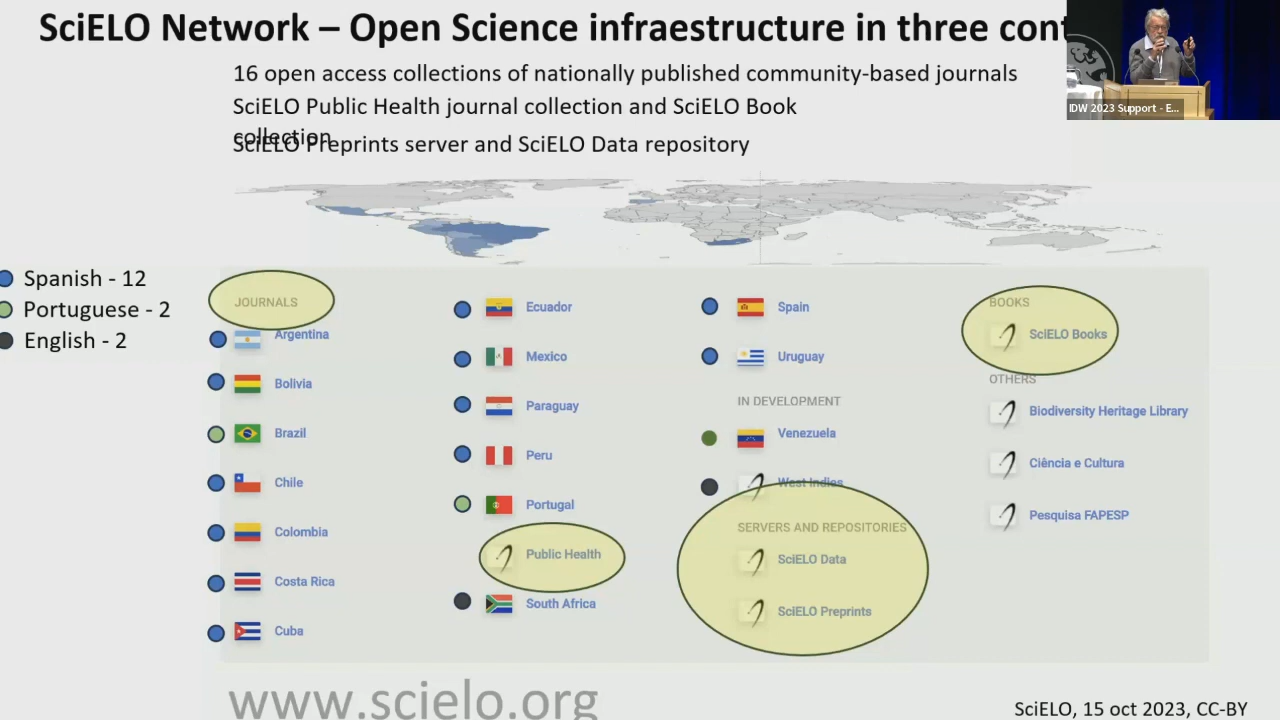 SciELO Network – Open Science infraestructure in three cont
16 open access collections of nationally published community-based journals
SciELO Public Health journal collection and SciELO Book
collection
SciELO Preprints server and SciELO Data repository
IDW 2023 Support - E...
Spanish - 12
Portuguese - 2
English - 2
JOURNALS
Argentina
Bolivia
Brazil
Chile
Colombia
Costa Rica
Cuba
Ecuador
Mexico
Paraguay
Peru
Portugal
Public Health
South Africa
Spain
Uruguay
IN DEVELOPMENT
Venezuela
West Indies
SERVERS AND REPOSITORIES
SciELO Data
SciELO Preprints
BOOKS
SciELO Books
OTHERS
Biodiversity Heritage Library
Ciência e Cultura
Pesquisa FAPESP
www.scielo.org
SciELO, 15 oct 2023, CC-BY